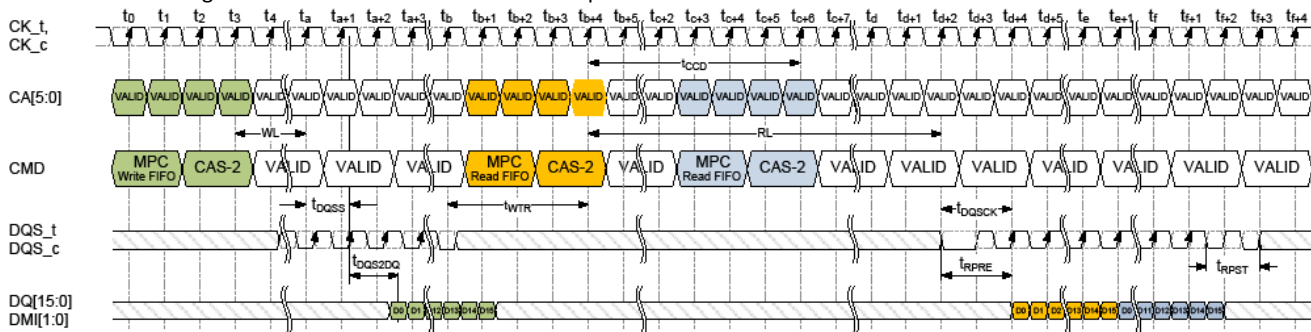 t0 t1 t2 t3 t4 ta ta+1 ta+2 ta+3 tb tb+1 tb+2 tb+3 tb+4 tb+5 tc+2 tc+3 tc+4 tc+5 tc+6 tc+7 td td+1 td+2 td+3 td+4 td+5 te te+1 tf tf+1 tf+2 tf+3 tf+4
CK_t,
CK_c
tCCD
CA[5:0] VALID VALID VALID VALID VALID VALID VALID VALID VALID VALID VALID VALID VALID VALID VALID VALID VALID VALID VALID VALID VALID VALID VALID VALID VALID VALID VALID VALID VALID VALID VALID VALID VALID VALID
WL RL
CMD MPC CAS-2 VALID VALID VALID MPC CAS-2 VALID MPC CAS-2 VALID VALID VALID VALID VALID VALID VALID
Write FIFO Read FIFO Read FIFO
tDQSS tWTR tDQSCK
DQS_t
DQS_c
tDQS2DQ tRPRE tRPST
DQ[15:0]
DMI[1:0]
D0 D1 D12 D13 D14 D15 D0 D1 D2 D13 D14 D15 D0 D11 D12 D13 D14 D15